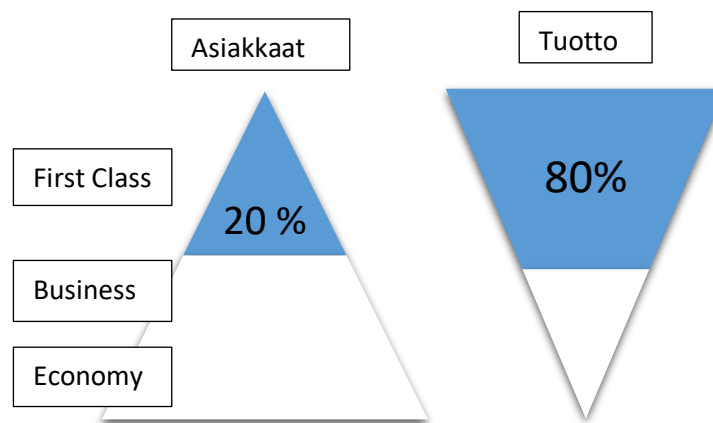 Asiakkaat
Tuotto
First Class
20 %
80%
Business
Economy